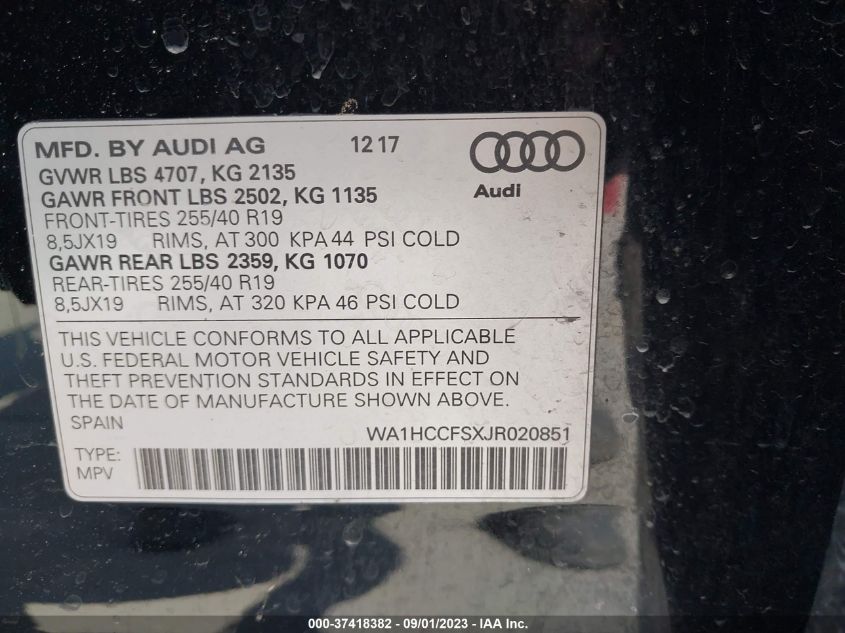 MFD. BY AUDI AG 12 17
GVWR LBS 4707, KG 2135
GAWR FRONT LBS 2502, KG 1135
FRONT-TIRES 255/40 R19
8,5JX19 RIMS, AT 300 KPA 44 PSI COLD
GAWR REAR LBS 2359, KG 1070
REAR-TIRES 255/40 R19
8,5JX19 RIMS, AT 320 KPA 46 PSI COLD
Audi
THIS VEHICLE CONFORMS TO ALL APPLICABLE
U.S. FEDERAL MOTOR VEHICLE SAFETY AND
THEFT PREVENTION STANDARDS IN EFFECT ON
THE DATE OF MANUFACTURE SHOWN ABOVE.
SPAIN
WA1HCCFSXJR020851
TYPE:
MPV
000-37418382 - 09/01/2023 - IAA Inc.